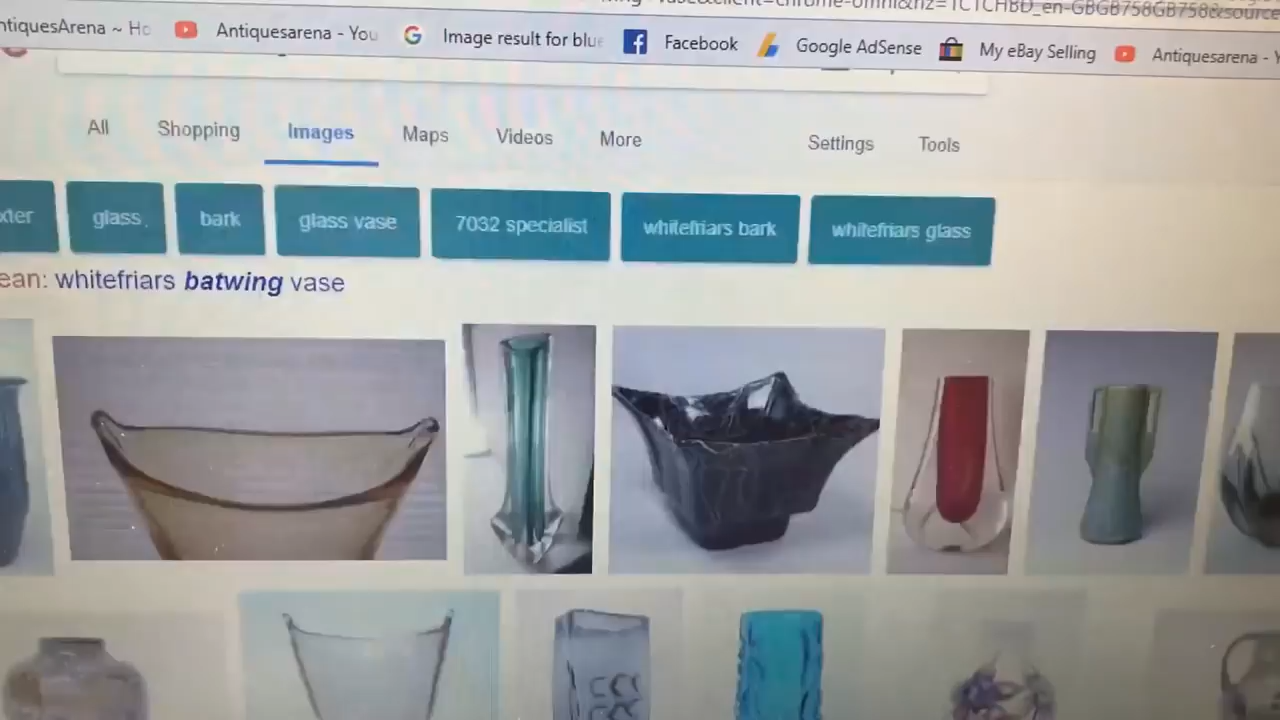 AntiquesArena ~ Ho
Antiquesarena - You
Image result for blue
Facebook
Google AdSense
My eBay Selling
Antiquesarena - Y
All
Shopping
Images
Maps
Videos
More
Settings
Tools
xter
glass
bark
glass vase
7032 specialist
whitefriars bark
whitefriars glass
ean: whitefriars batwing vase